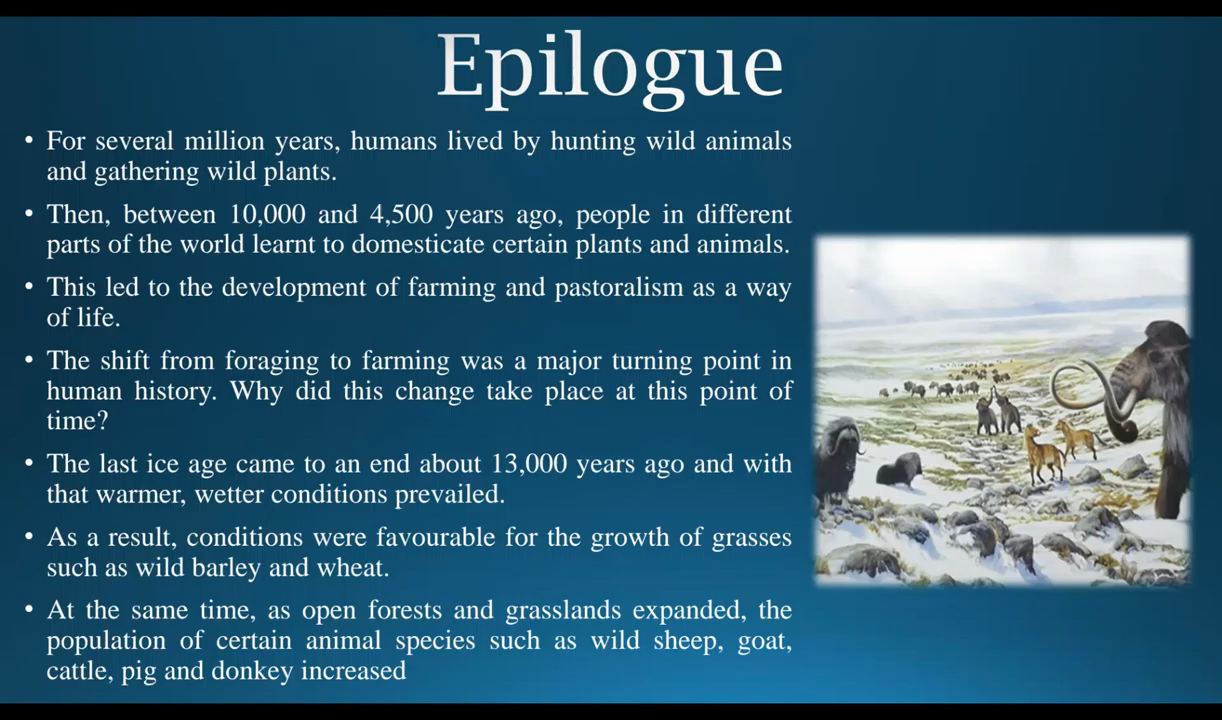 Epilogue
• For several million years, humans lived by hunting wild animals
and gathering wild plants.
• Then, between 10,000 and 4,500 years ago, people in different
parts of the world learnt to domesticate certain plants and animals.
• This led to the development of farming and pastoralism as a way
of life.
• The shift from foraging to farming was a major turning point in
human history. Why did this change take place at this point of
time?
• The last ice age came to an end about 13,000 years ago and with
that warmer, wetter conditions prevailed.
• As a result, conditions were favourable for the growth of grasses
such as wild barley and wheat.
• At the same time, as open forests and grasslands expanded, the
population of certain animal species such as wild sheep, goat,
cattle, pig and donkey increased